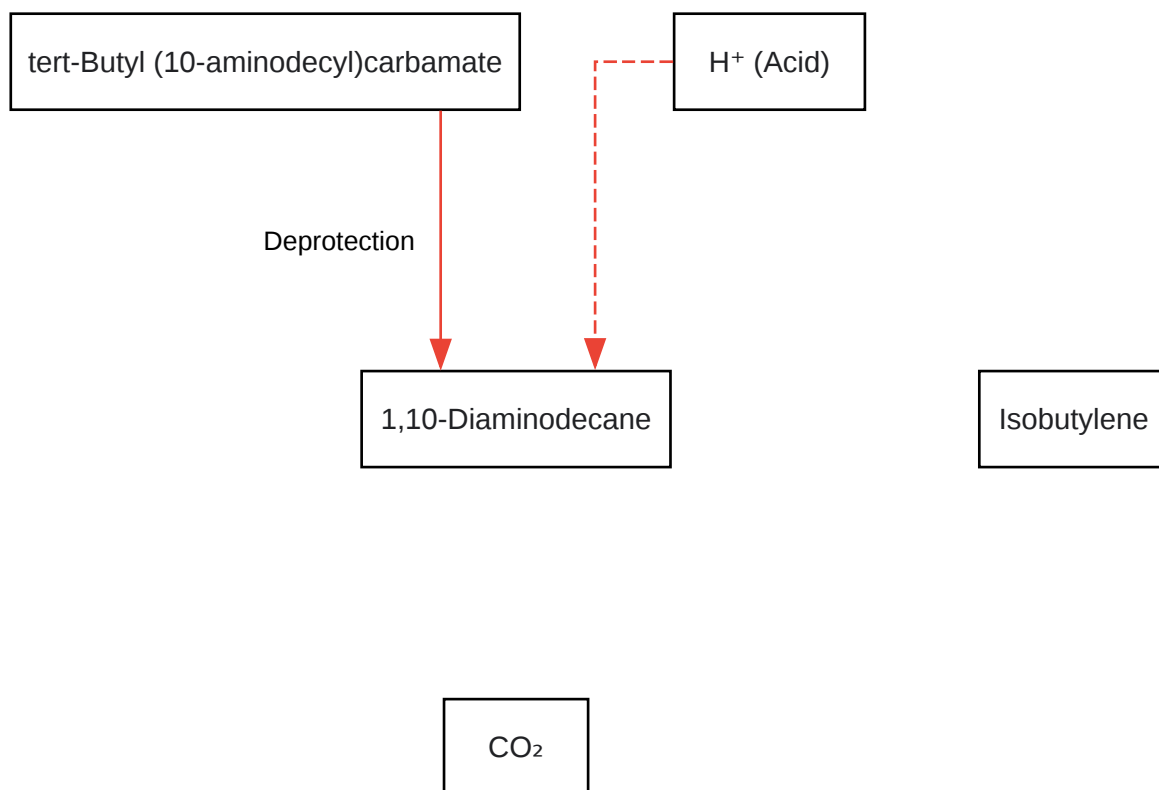 tert-Butyl (10-aminodecyl)carbamate
H⁺ (Acid)
Deprotection
1,10-Diaminodecane
Isobutylene
CO₂